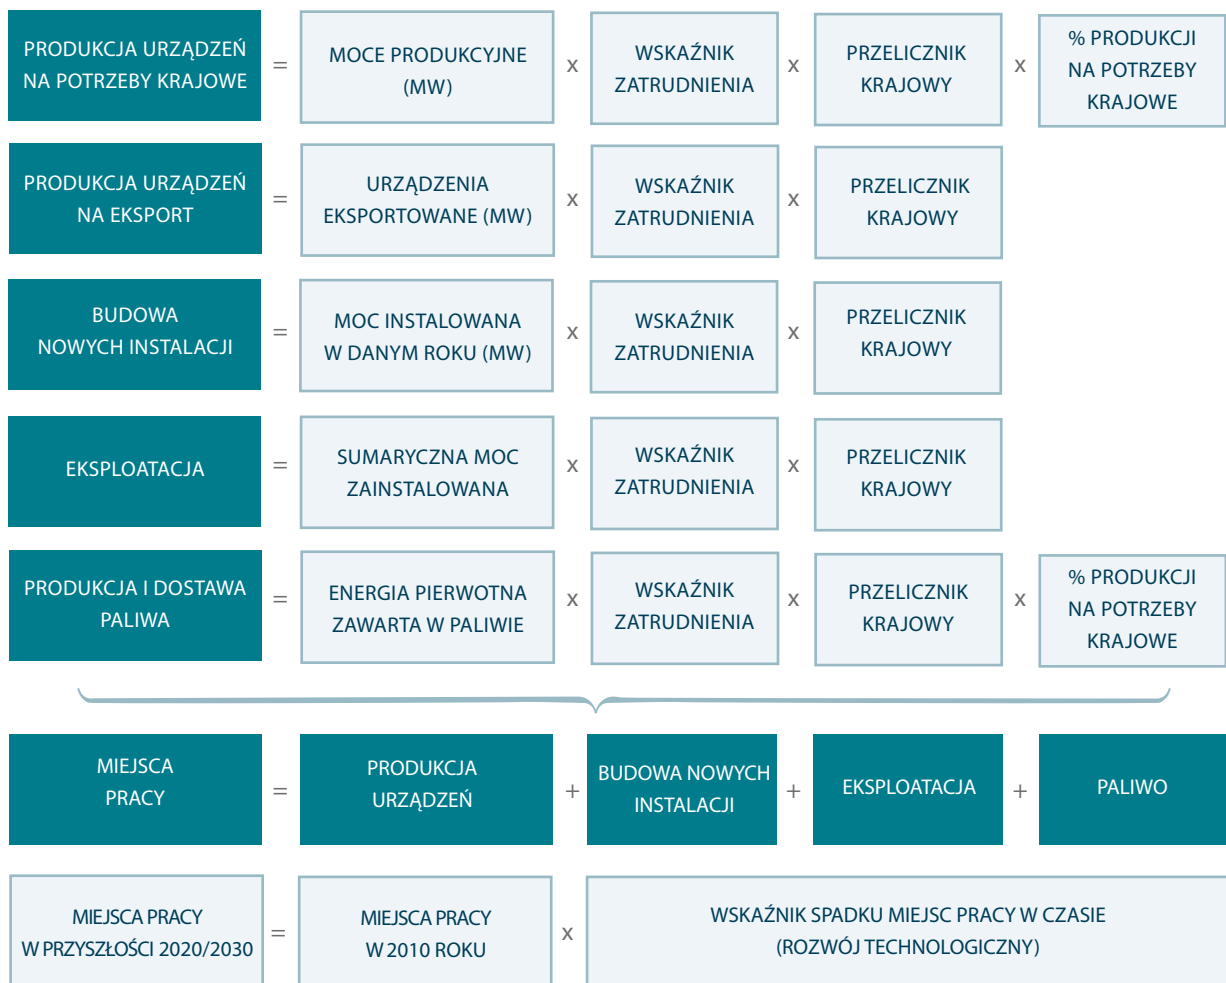 PRODUKCJA URZĄDZEŃ
NA POTRZEBY KRAJOWE
=
MOCE PRODUKCYJNE
(MW)
x
WSKAŹNIK
ZATRUDNIENIA
x
PRZELICZNIK
KRAJOWY
x
% PRODUKCJI
NA POTRZEBY
KRAJOWE
PRODUKCJA URZĄDZEŃ
NA EKSPORT
=
URZĄDZENIA
EKSPORTOWANE (MW)
x
WSKAŹNIK
ZATRUDNIENIA
x
PRZELICZNIK
KRAJOWY
BUDOWA
NOWYCH INSTALACJI
=
MOC INSTALOWANA
W DANYM ROKU (MW)
x
WSKAŹNIK
ZATRUDNIENIA
x
PRZELICZNIK
KRAJOWY
EKSPLOATACJA
=
SUMARYCZNA MOC
ZAINSTALOWANA
x
WSKAŹNIK
ZATRUDNIENIA
x
PRZELICZNIK
KRAJOWY
PRODUKCJA I DOSTAWA
PALIWA
=
ENERGIA PIERWOTNA
ZAWARTA W PALIWIE
x
WSKAŹNIK
ZATRUDNIENIA
x
PRZELICZNIK
KRAJOWY
x
% PRODUKCJI
NA POTRZEBY
KRAJOWE
MIEJSCA
PRACY
=
PRODUKCJA
URZĄDZEŃ
+
BUDOWA NOWYCH
INSTALACJI
+
EKSPLOATACJA
+
PALIWO
MIEJSCA PRACY
W PRZYSZŁOŚCI 2020/2030
=
MIEJSCA PRACY
W 2010 ROKU
x
WSKAŹNIK SPADKU MIEJSC PRACY W CZASIE
(ROZWÓJ TECHNOLOGICZNY)